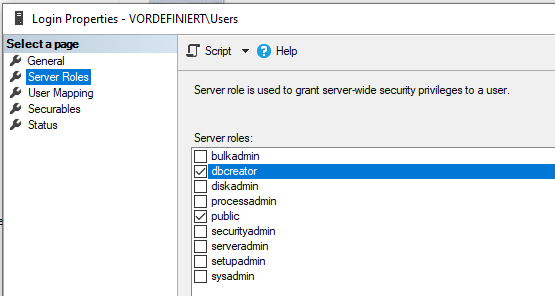 Login Properties - VORDEFINIERT\Users
Select a page
General
Server Roles
User Mapping
Securables
Status
Script
Help
Server role is used to grant server-wide security privileges to a user.
Server roles:
bulkadmin
dbcreator
diskadmin
processadmin
public
securityadmin
serveradmin
setupadmin
sysadmin